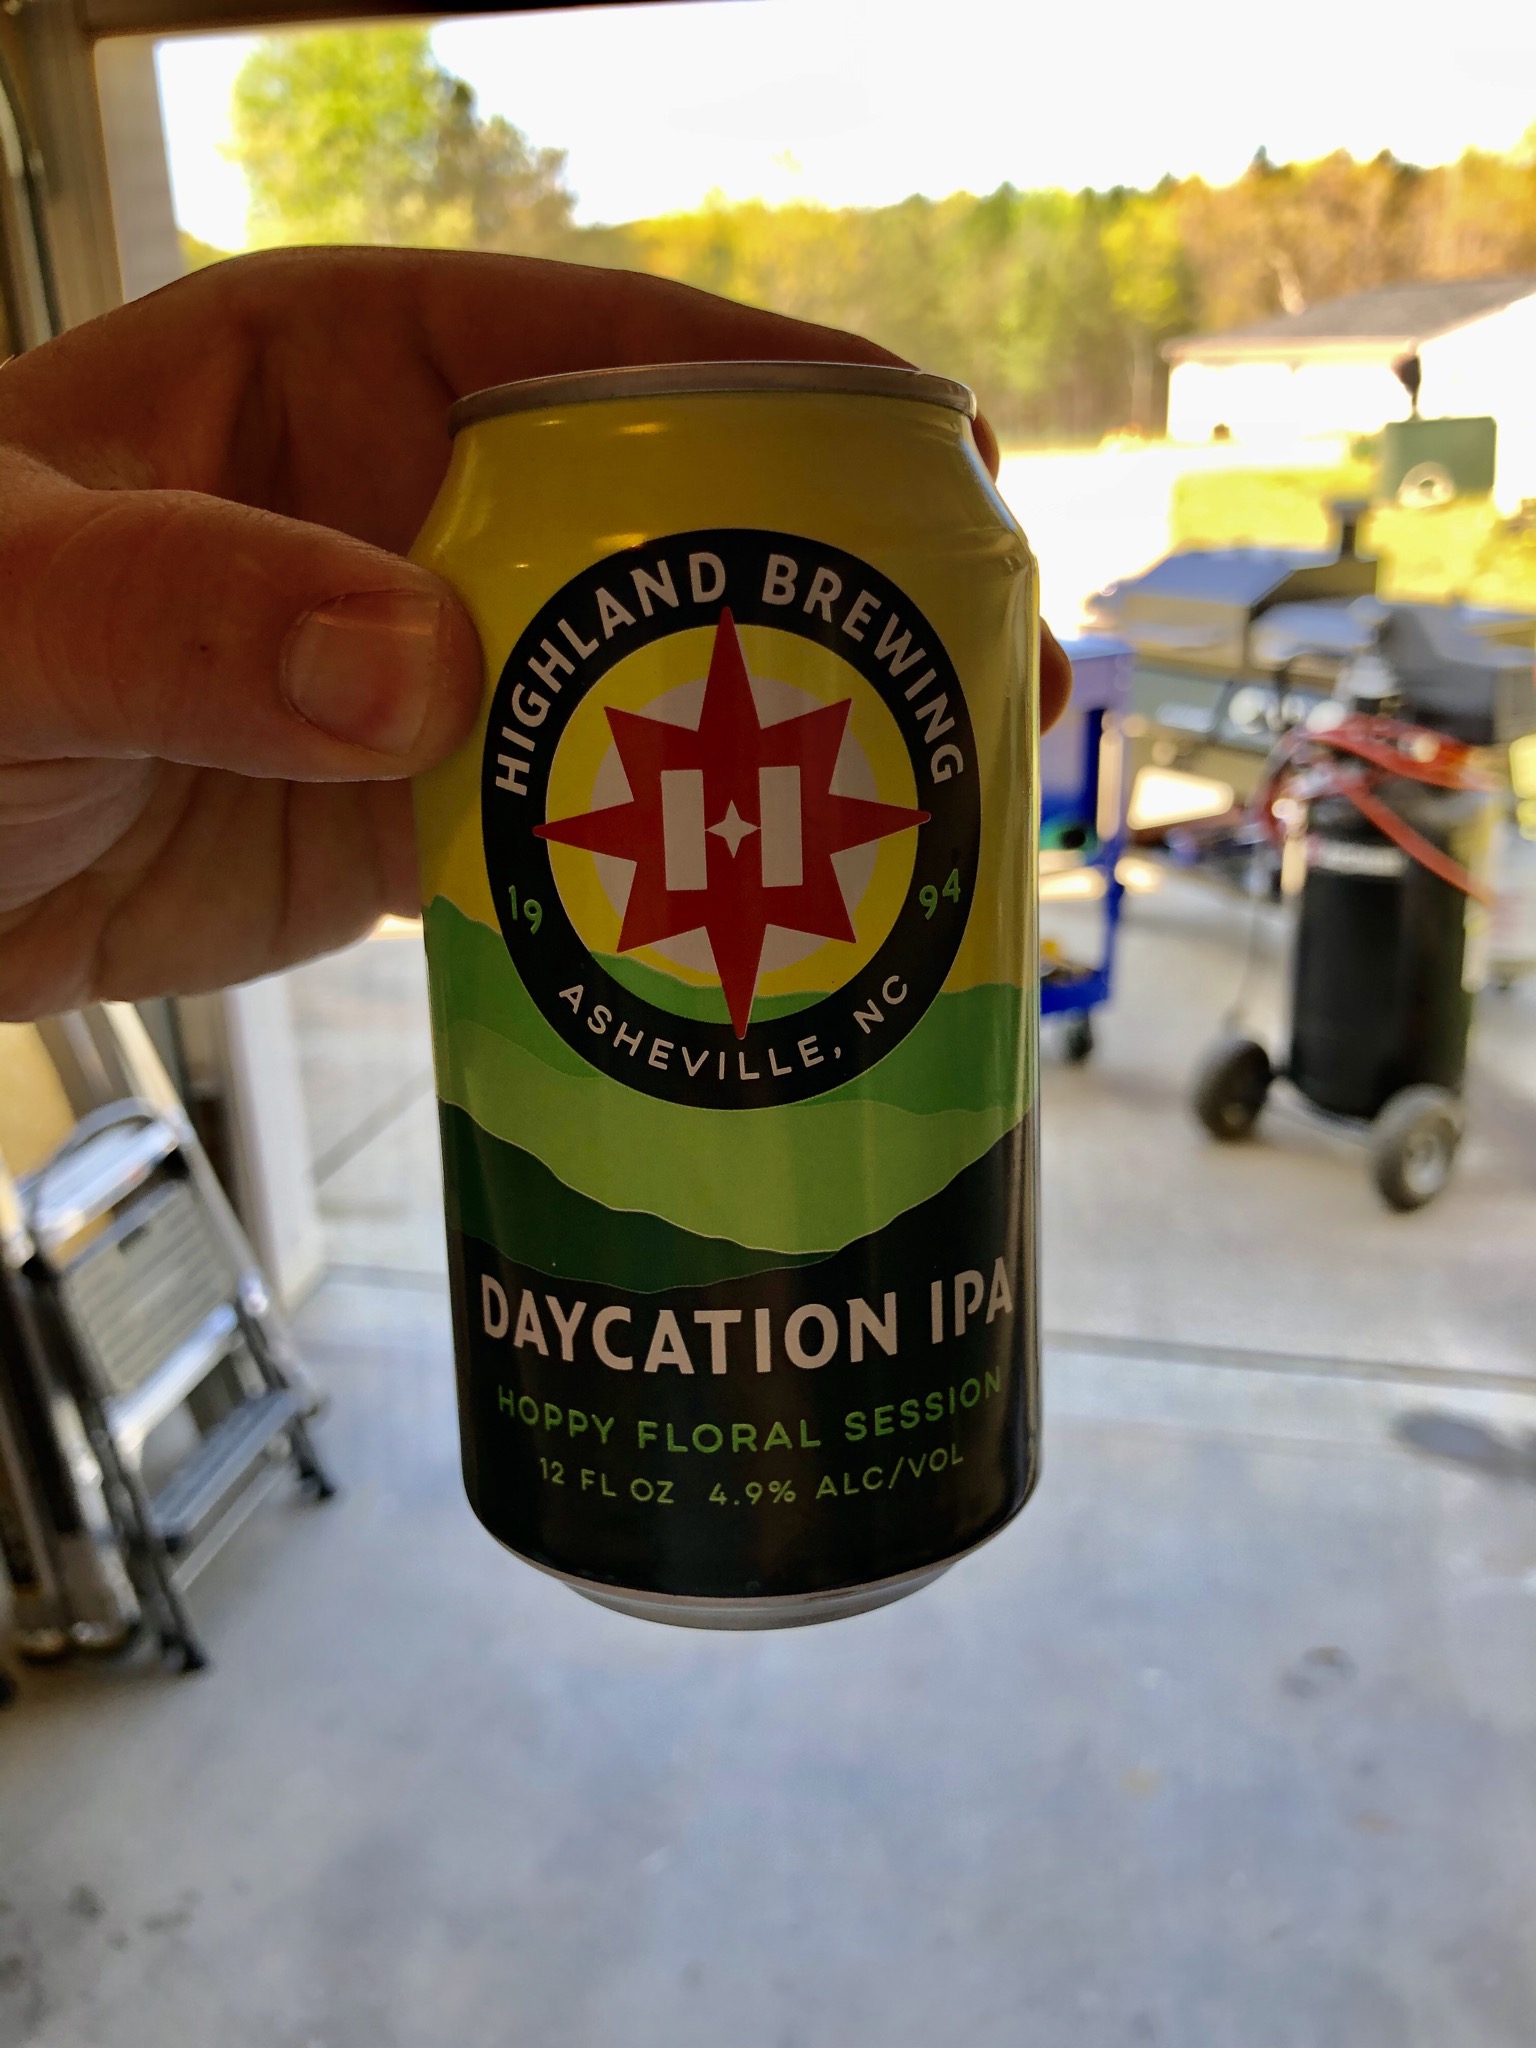 HIGHLAND BREWING
H
19 94
ASHEVILLE, NC
DAYCATION IPA
HOPPY FLORAL SESSION
12 FL OZ 4.9% ALC/VOL